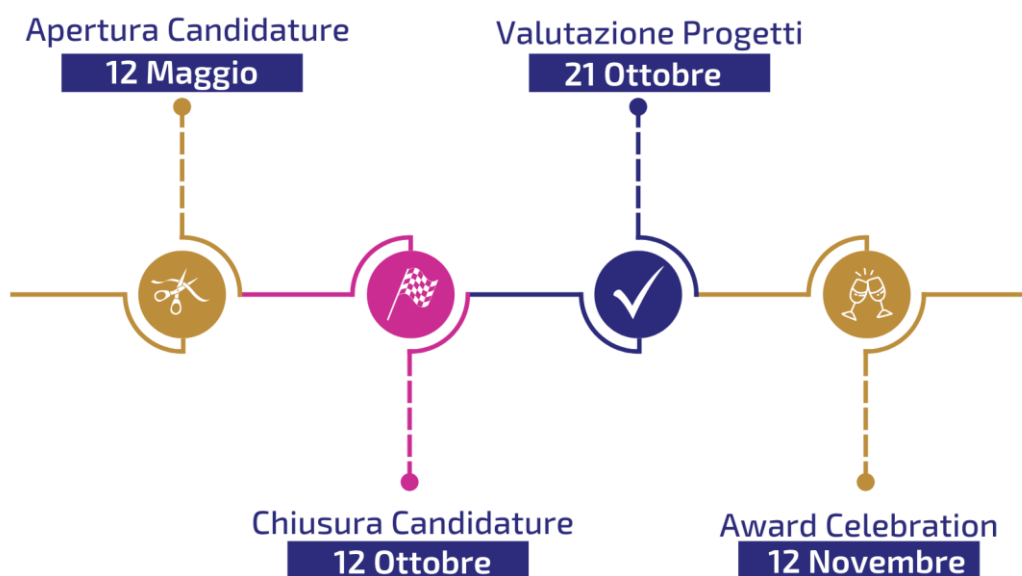 Apertura Candidature
12 Maggio
Valutazione Progetti
21 Ottobre
Chiusura Candidature
12 Ottobre
Award Celebration
12 Novembre